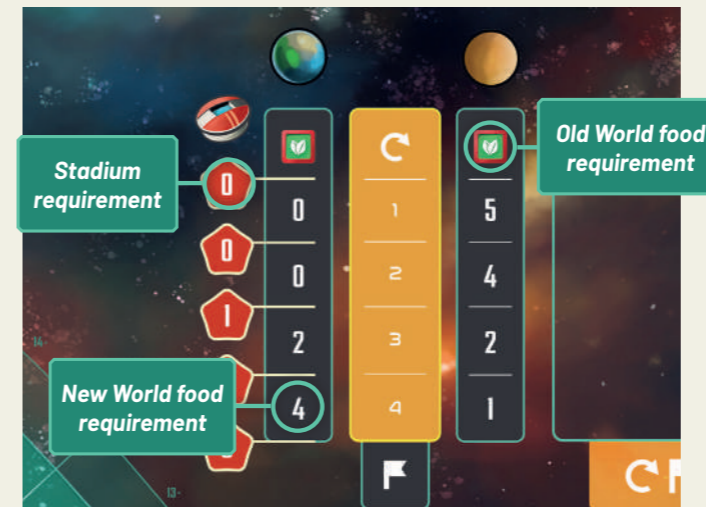 Stadium
requirement
Old World food
requirement
New World food
requirement
0
0 1 5
0
0 2 4
1
2 3 2
4 4 1
14
13